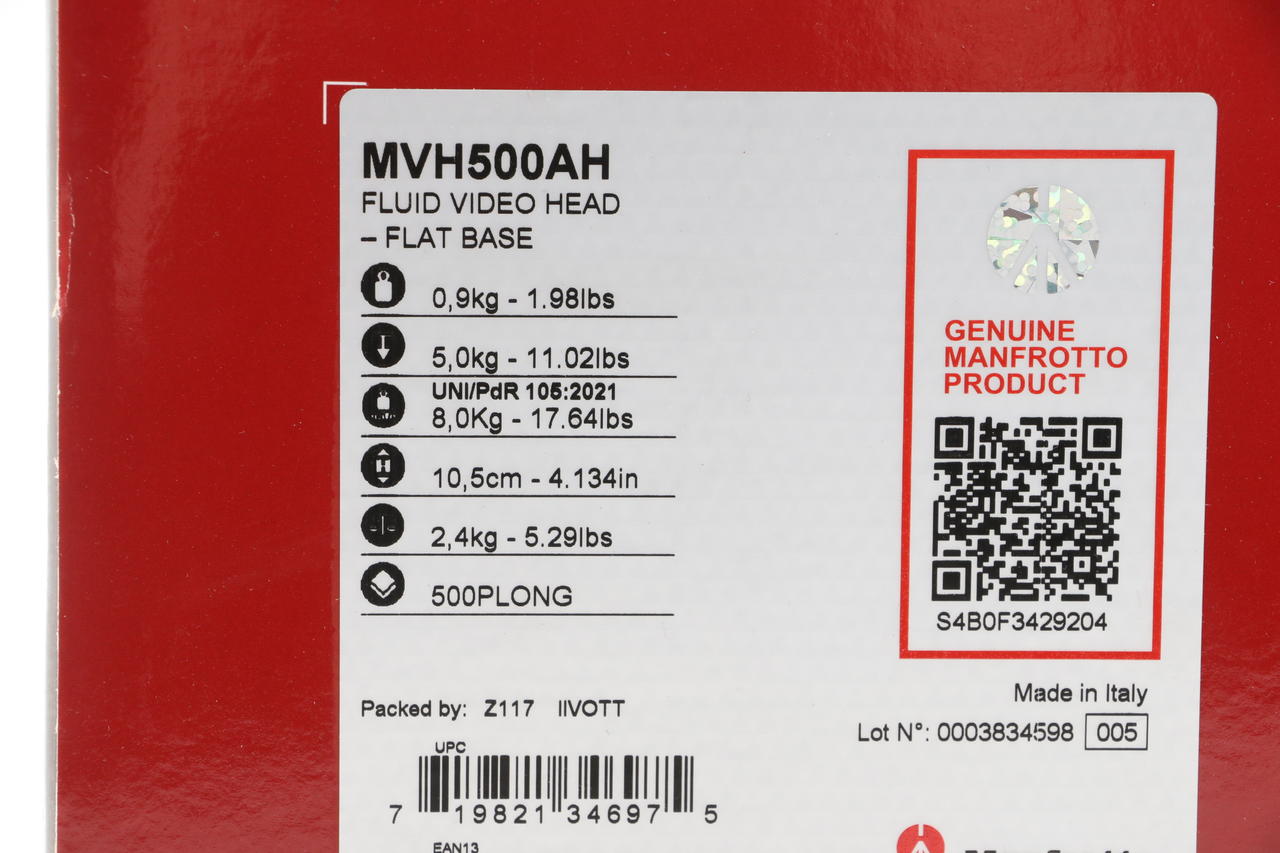 MVH500AH
FLUID VIDEO HEAD
– FLAT BASE
0,9kg - 1.98lbs
5,0kg - 11.02lbs
UNI/PdR 105:2021
8,0Kg - 17.64lbs
H
10,5cm - 4.134in
2,4kg - 5.29lbs
500PLONG
GENUINE
MANFROTTO
PRODUCT
S4B0F3429204
Made in Italy
Lot N°: 0003834598 005
Packed by: Z117 IIVOTT
UPC
7 19821 34697 5
EAN13